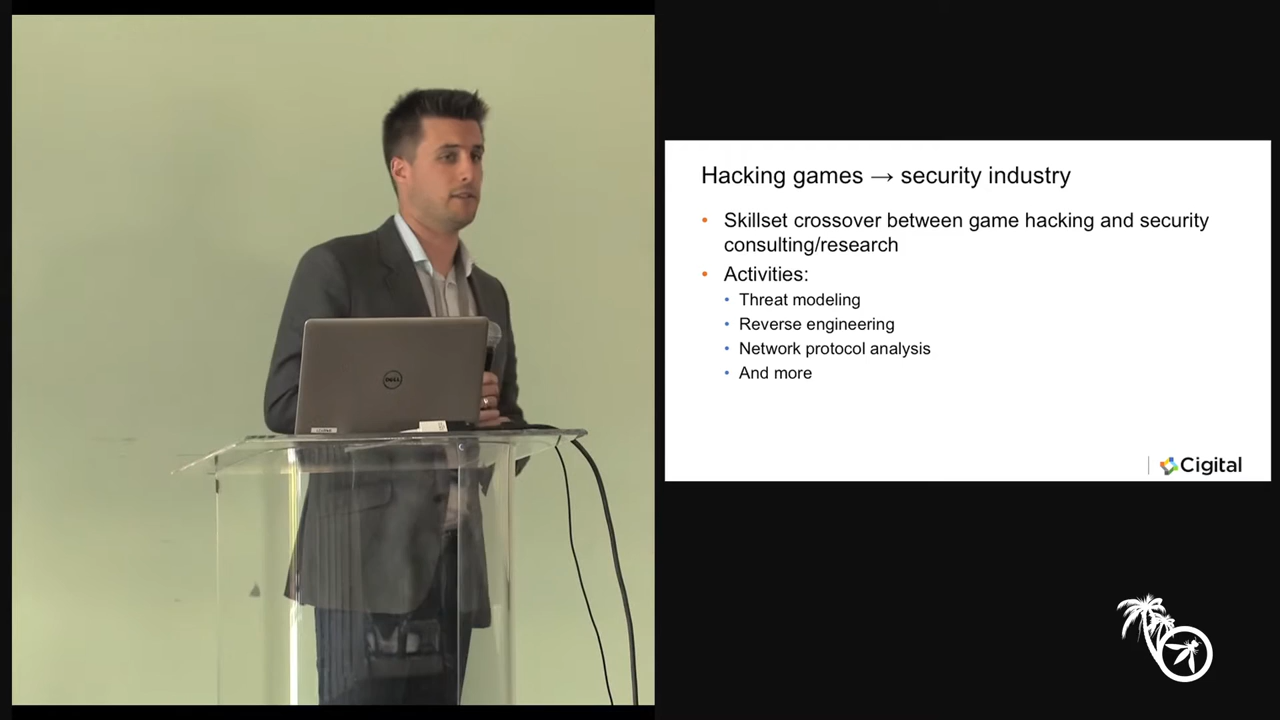 Hacking games → security industry
• Skillset crossover between game hacking and security
consulting/research
• Activities:
• Threat modeling
• Reverse engineering
• Network protocol analysis
• And more
Cigital
DELL